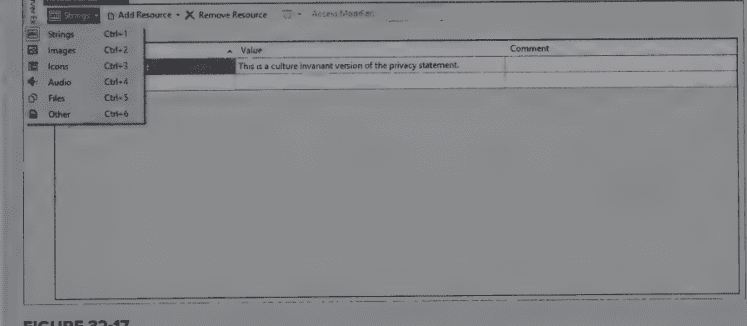 Strings Add Resource Remove Resource Access Modifier:
Strings Ctrl+1
Images Ctrl+2
Icons Ctrl+3
Audio Ctrl+4
Files Ctrl+5
Other Ctrl+6
Value Comment
This is a culture invariant version of the privacy statement.
FIGURE 32-17